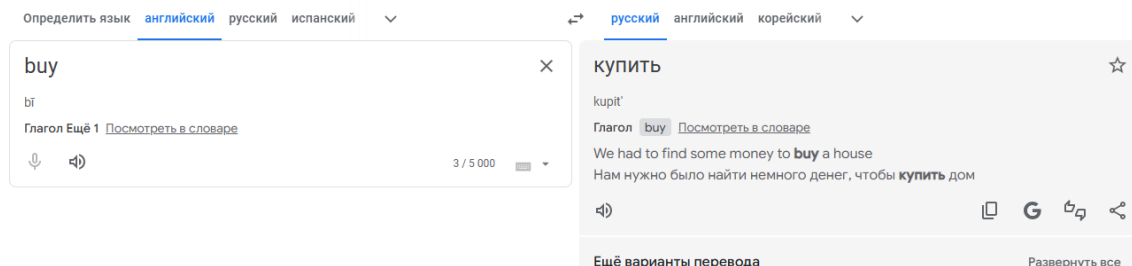 Определить язык английский русский испанский
русский английский корейский
buy
bī
Глагол Ещё 1 Посмотреть в словаре
3 / 5 000
купить
kupit'
Глагол buy Посмотреть в словаре
We had to find some money to buy a house
Нам нужно было найти немного денег, чтобы купить дом
G
Ещё варианты перевода
Развернуть все